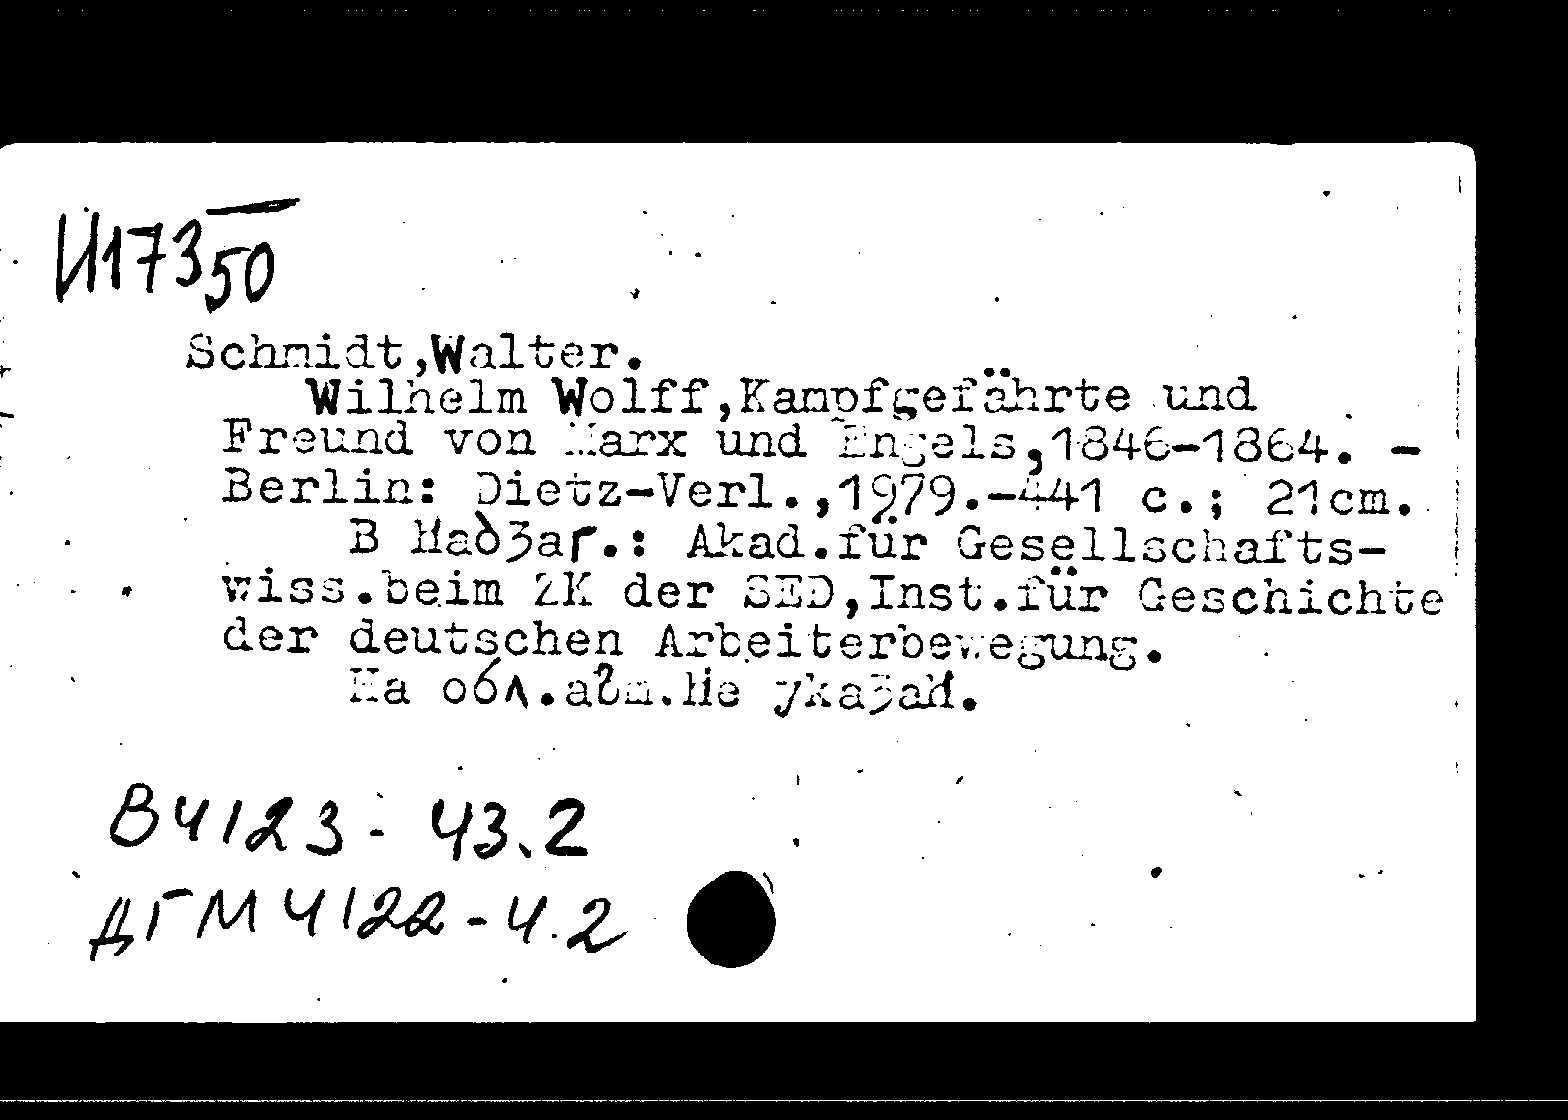 И173 50
Schmidt,Walter.
Wilhelm Wolff,Kampfgefährte und
Freund von Marx und Engels,1846-1864. -
Berlin: Dietz-Verl.,1979.-441 с.; 21cm.
В Надзаг.: Akad.für Gesellschafts-
wiss.beim ZK der SED,Inst.für Geschichte
der deutschen Arbeiterbewegung.
На обл.авт.не указан.
В4123- 43.2
ДГМ4122-4.2